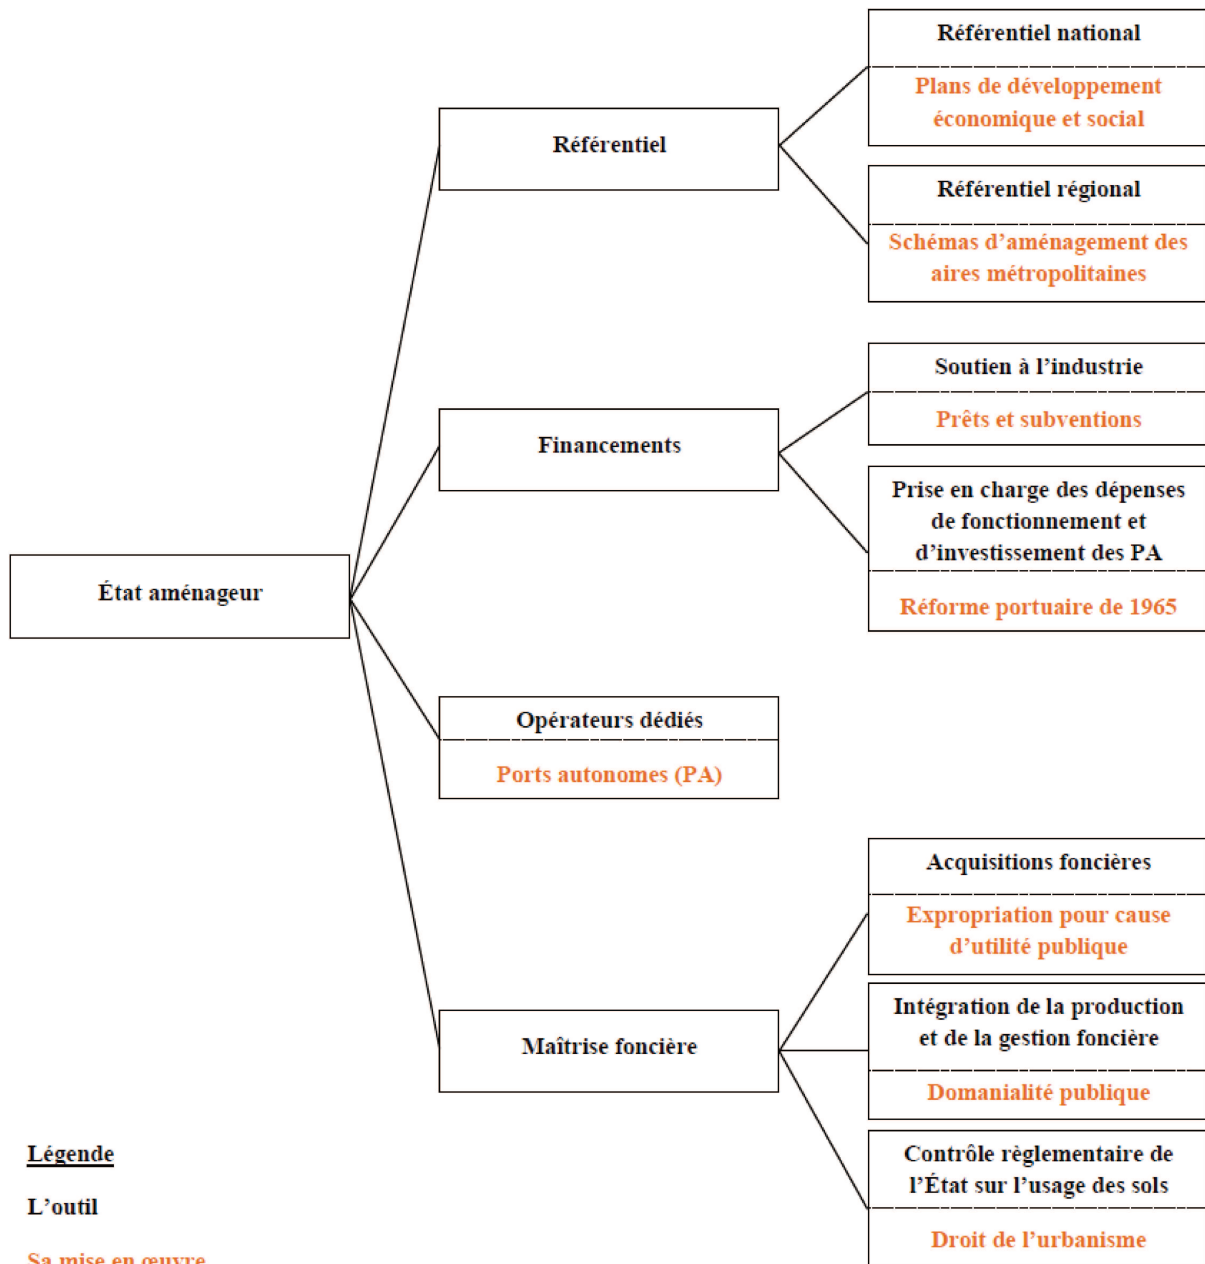 Référentiel national
Plans de développement
économique et social
Référentiel
Référentiel régional
Schémas d'aménagement des
aires métropolitaines
Soutien à l'industrie
Prêts et subventions
Financements
Prise en charge des dépenses
de fonctionnement et
d'investissement des PA
Réforme portuaire de 1965
État aménageur
Opérateurs dédiés
Ports autonomes (PA)
Acquisitions foncières
Expropriation pour cause
d'utilité publique
Maîtrise foncière
Intégration de la production
et de la gestion foncière
Domanialité publique
Contrôle règlementaire de
l'État sur l'usage des sols
Droit de l'urbanisme
Légende
L'outil
Sa mise en œuvre